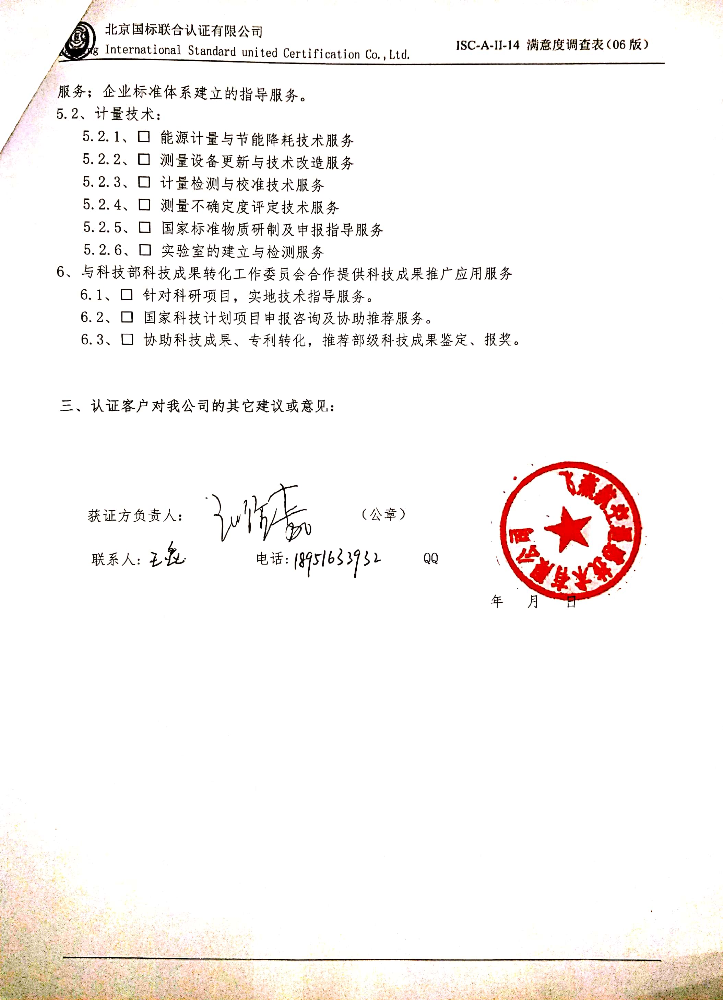 北京国标联合认证有限公司
ng International Standard united Certification Co.,Ltd.
ISC-A-II-14 满意度调查表(06版)
服务；企业标准体系建立的指导服务。
5.2、计量技术：
5.2.1、□ 能源计量与节能降耗技术服务
5.2.2、□ 测量设备更新与技术改造服务
5.2.3、□ 计量检测与校准技术服务
5.2.4、□ 测量不确定度评定技术服务
5.2.5、□ 国家标准物质研制及申报指导服务
5.2.6、□ 实验室的建立与检测服务
6、与科技部科技成果转化工作委员会合作提供科技成果推广应用服务
6.1、□ 针对科研项目，实地技术指导服务。
6.2、□ 国家科技计划项目申报咨询及协助推荐服务。
6.3、□ 协助科技成果、专利转化，推荐部级科技成果鉴定、报奖。
三、认证客户对我公司的其它建议或意见：
获证方负责人：
（公章）
联系人：王 电话：18951633932 QQ
年 月 日
技术有限公司